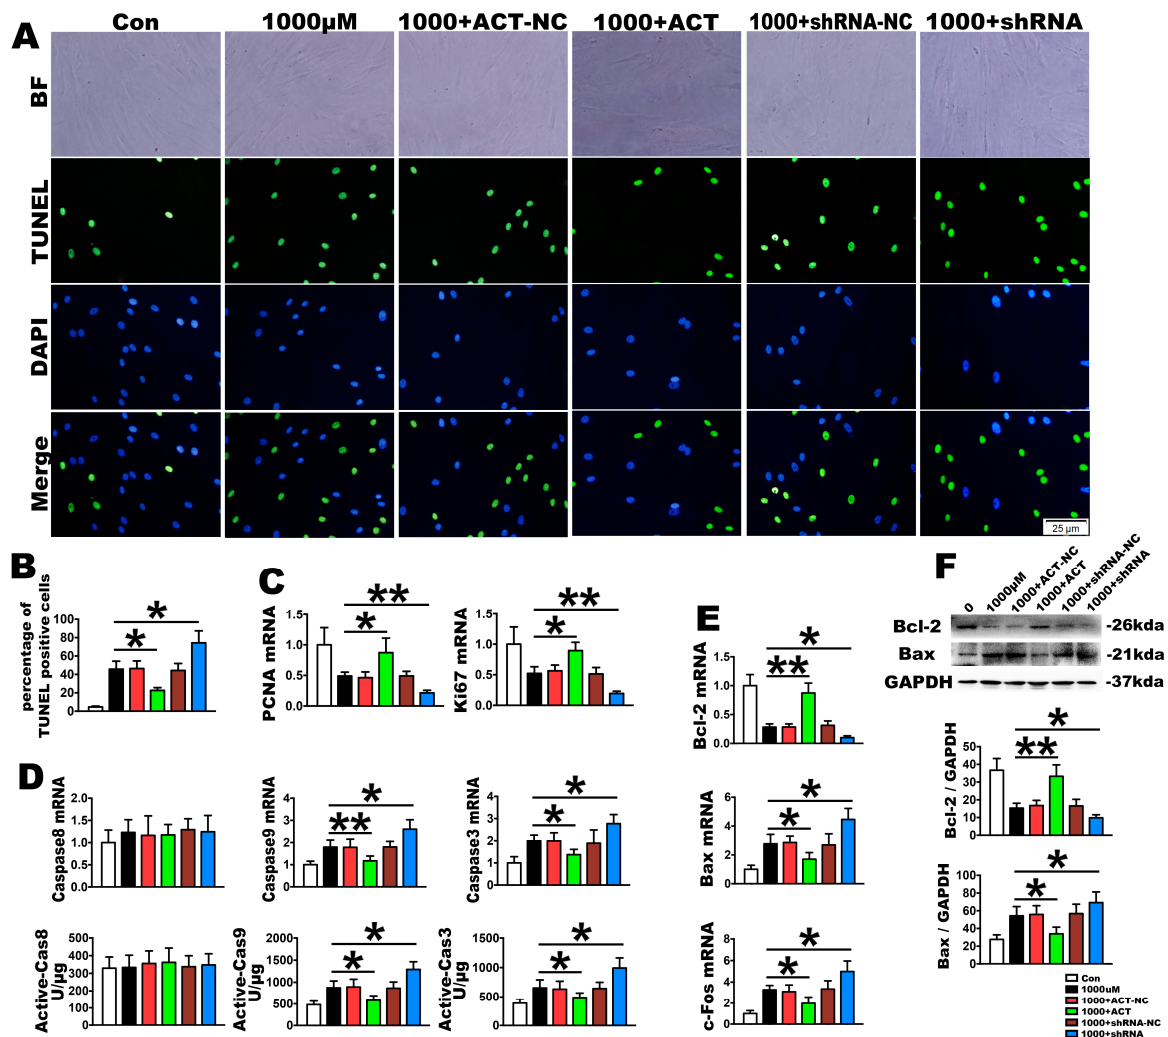 A
Con 1000µM 1000+ACT-NC 1000+ACT 1000+shRNA-NC 1000+shRNA
BF
TUNEL
DAPI
Merge
25 µm
B
percentage of
TUNEL positive cells
100
80
60
40
20
0
*
*
C
PCNA mRNA
1.5
1.0
0.5
0.0
**
*
Ki67 mRNA
1.5
1.0
0.5
0.0
**
*
D
Caspase8 mRNA
2.0
1.5
1.0
0.5
0.0
Caspase9 mRNA
4
3
2
1
0
*
**
Caspase3 mRNA
4
3
2
1
0
*
*
Active-Cas8
U/µg
500
400
300
200
100
0
Active-Cas9
U/µg
2000
1500
1000
500
0
*
*
Active-Cas3
U/µg
1500
1000
500
0
*
*
E
Bcl-2 mRNA
1.5
1.0
0.5
0.0
*
**
Bax mRNA
6
4
2
0
*
*
c-Fos mRNA
8
6
4
2
0
*
*
F
0 1000µM 1000+ACT-NC 1000+ACT 1000+shRNA-NC 1000+shRNA
Bcl-2 -26kda
Bax -21kda
GAPDH -37kda
Bcl-2 / GAPDH
50
40
30
20
10
0
*
**
Bax / GAPDH
100
80
60
40
20
0
*
*
Con
1000uM
1000+ACT-NC
1000+ACT
1000+shRNA-NC
1000+shRNA